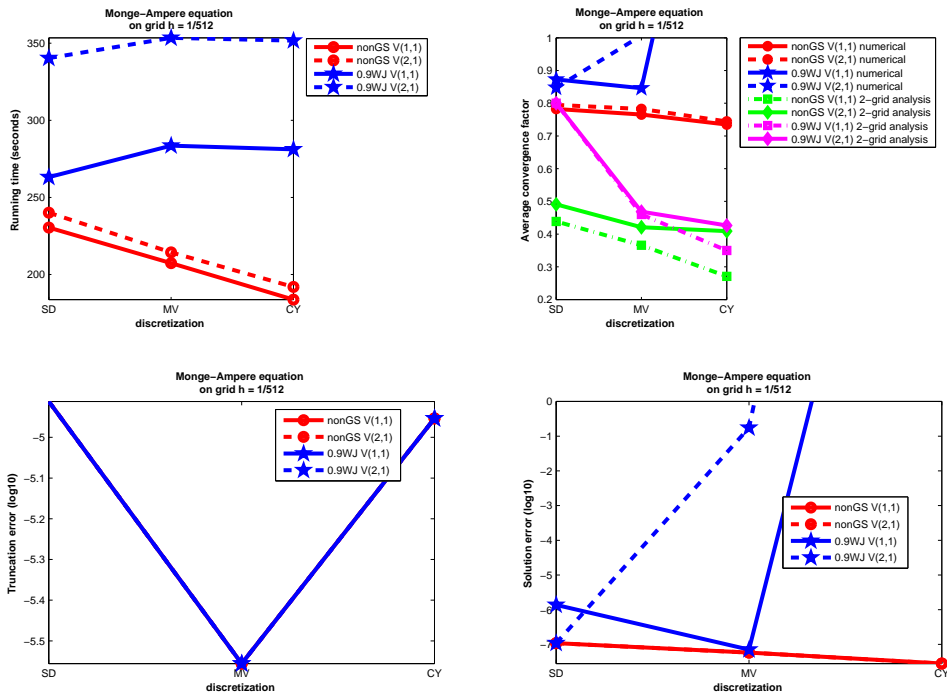 Monge-Ampere equation
on grid h = 1/512
350
300
250
200
Running time (seconds)
SD
MV
CY
discretization
nonGS V(1,1)
nonGS V(2,1)
0.9WJ V(1,1)
0.9WJ V(2,1)
Monge-Ampere equation
on grid h = 1/512
1
0.9
0.8
0.7
0.6
0.5
0.4
0.3
0.2
Average convergence factor
SD
MV
CY
discretization
nonGS V(1,1) numerical
nonGS V(2,1) numerical
0.9WJ V(1,1) numerical
0.9WJ V(2,1) numerical
nonGS V(1,1) 2-grid analysis
nonGS V(2,1) 2-grid analysis
0.9WJ V(1,1) 2-grid analysis
0.9WJ V(2,1) 2-grid analysis
Monge-Ampere equation
on grid h = 1/512
-5
-5.1
-5.2
-5.3
-5.4
-5.5
Truncation error (log10)
SD
MV
CY
discretization
nonGS V(1,1)
nonGS V(2,1)
0.9WJ V(1,1)
0.9WJ V(2,1)
Monge-Ampere equation
on grid h = 1/512
0
-1
-2
-3
-4
-5
-6
-7
Solution error (log10)
SD
MV
CY
discretization
nonGS V(1,1)
nonGS V(2,1)
0.9WJ V(1,1)
0.9WJ V(2,1)